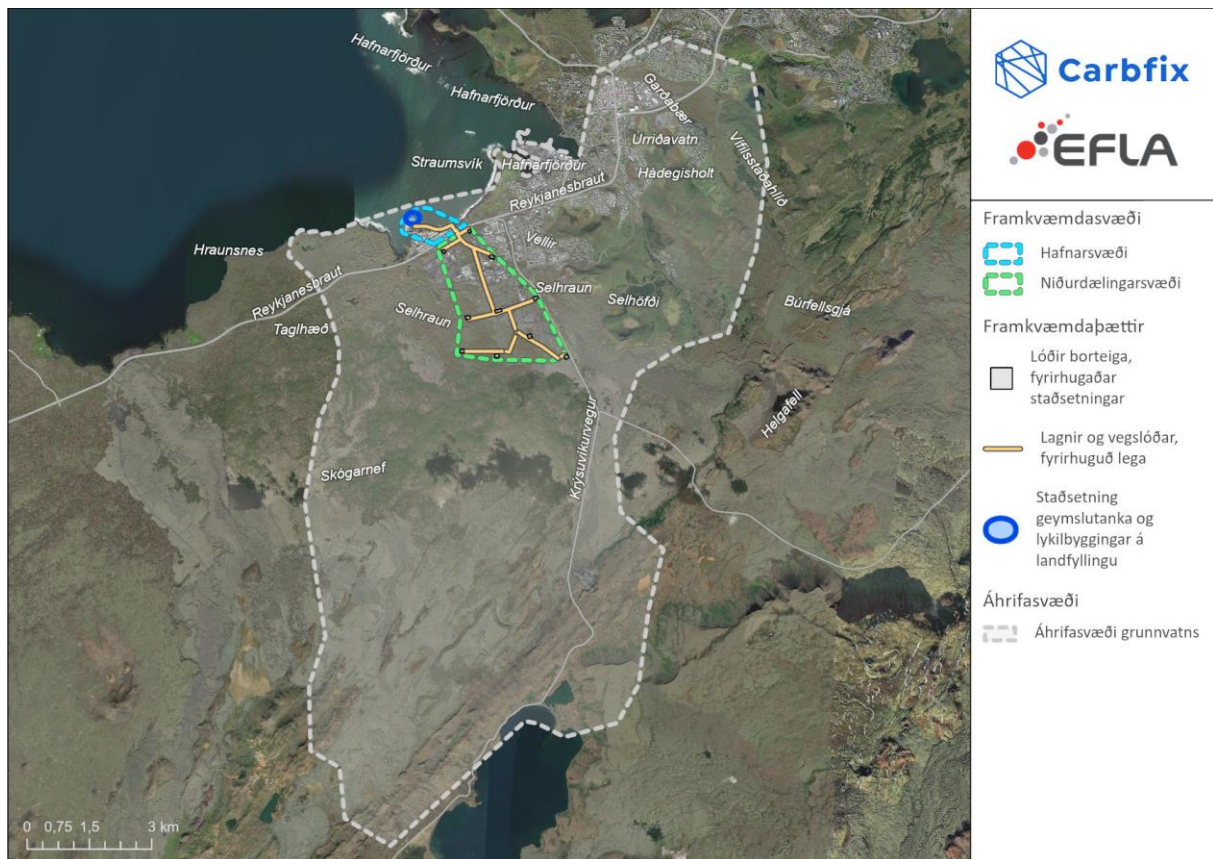 Hafnarfjörður
Hafnarfjörður
Garðabær
Urriðavatn
Straumsvík
Hafnarfjörður
Hádegisholt
Vífilsstaðahlíð
Reykjanesbraut
Hraunsnes
Vellir
Reykjanesbraut
Selhraun
Selhöfði
Búrfellsgjá
Taglhæð
Selhraun
Helgafell
Skógarnef
Krýsuvíkurvegur
0 0,75 1,5 3 km
Carbfix
EFLA
Framkvæmdasvæði
Hafnarsvæði
Niðurdælingarsvæði
Framkvæmdaþættir
Lóðir borteiga,
fyrirhugaðar
staðsetningar
Lagnir og vegslóðar,
fyrirhuguð lega
Staðsetning
geymslutanka og
lykilbyggingar á
landfyllingu
Áhrifasvæði
Áhrifasvæði grunnvatns